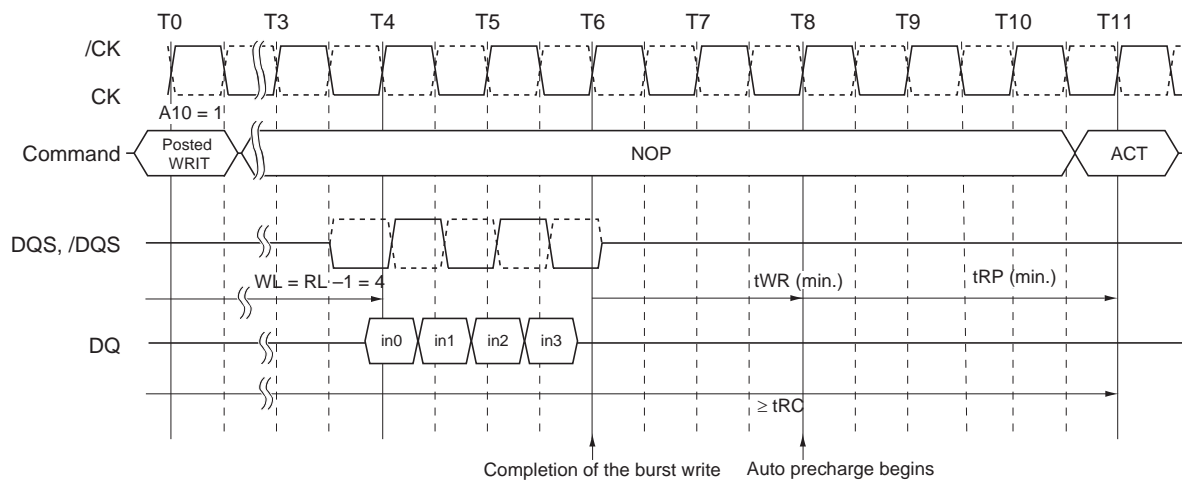 T0 T3 T4 T5 T6 T7 T8 T9 T10 T11
/CK
CK
A10 = 1
Command
Posted
WRIT
NOP
ACT
DQS, /DQS
WL = RL –1 = 4
tWR (min.)
tRP (min.)
DQ
in0 in1 in2 in3
≥ tRC
Completion of the burst write
Auto precharge begins